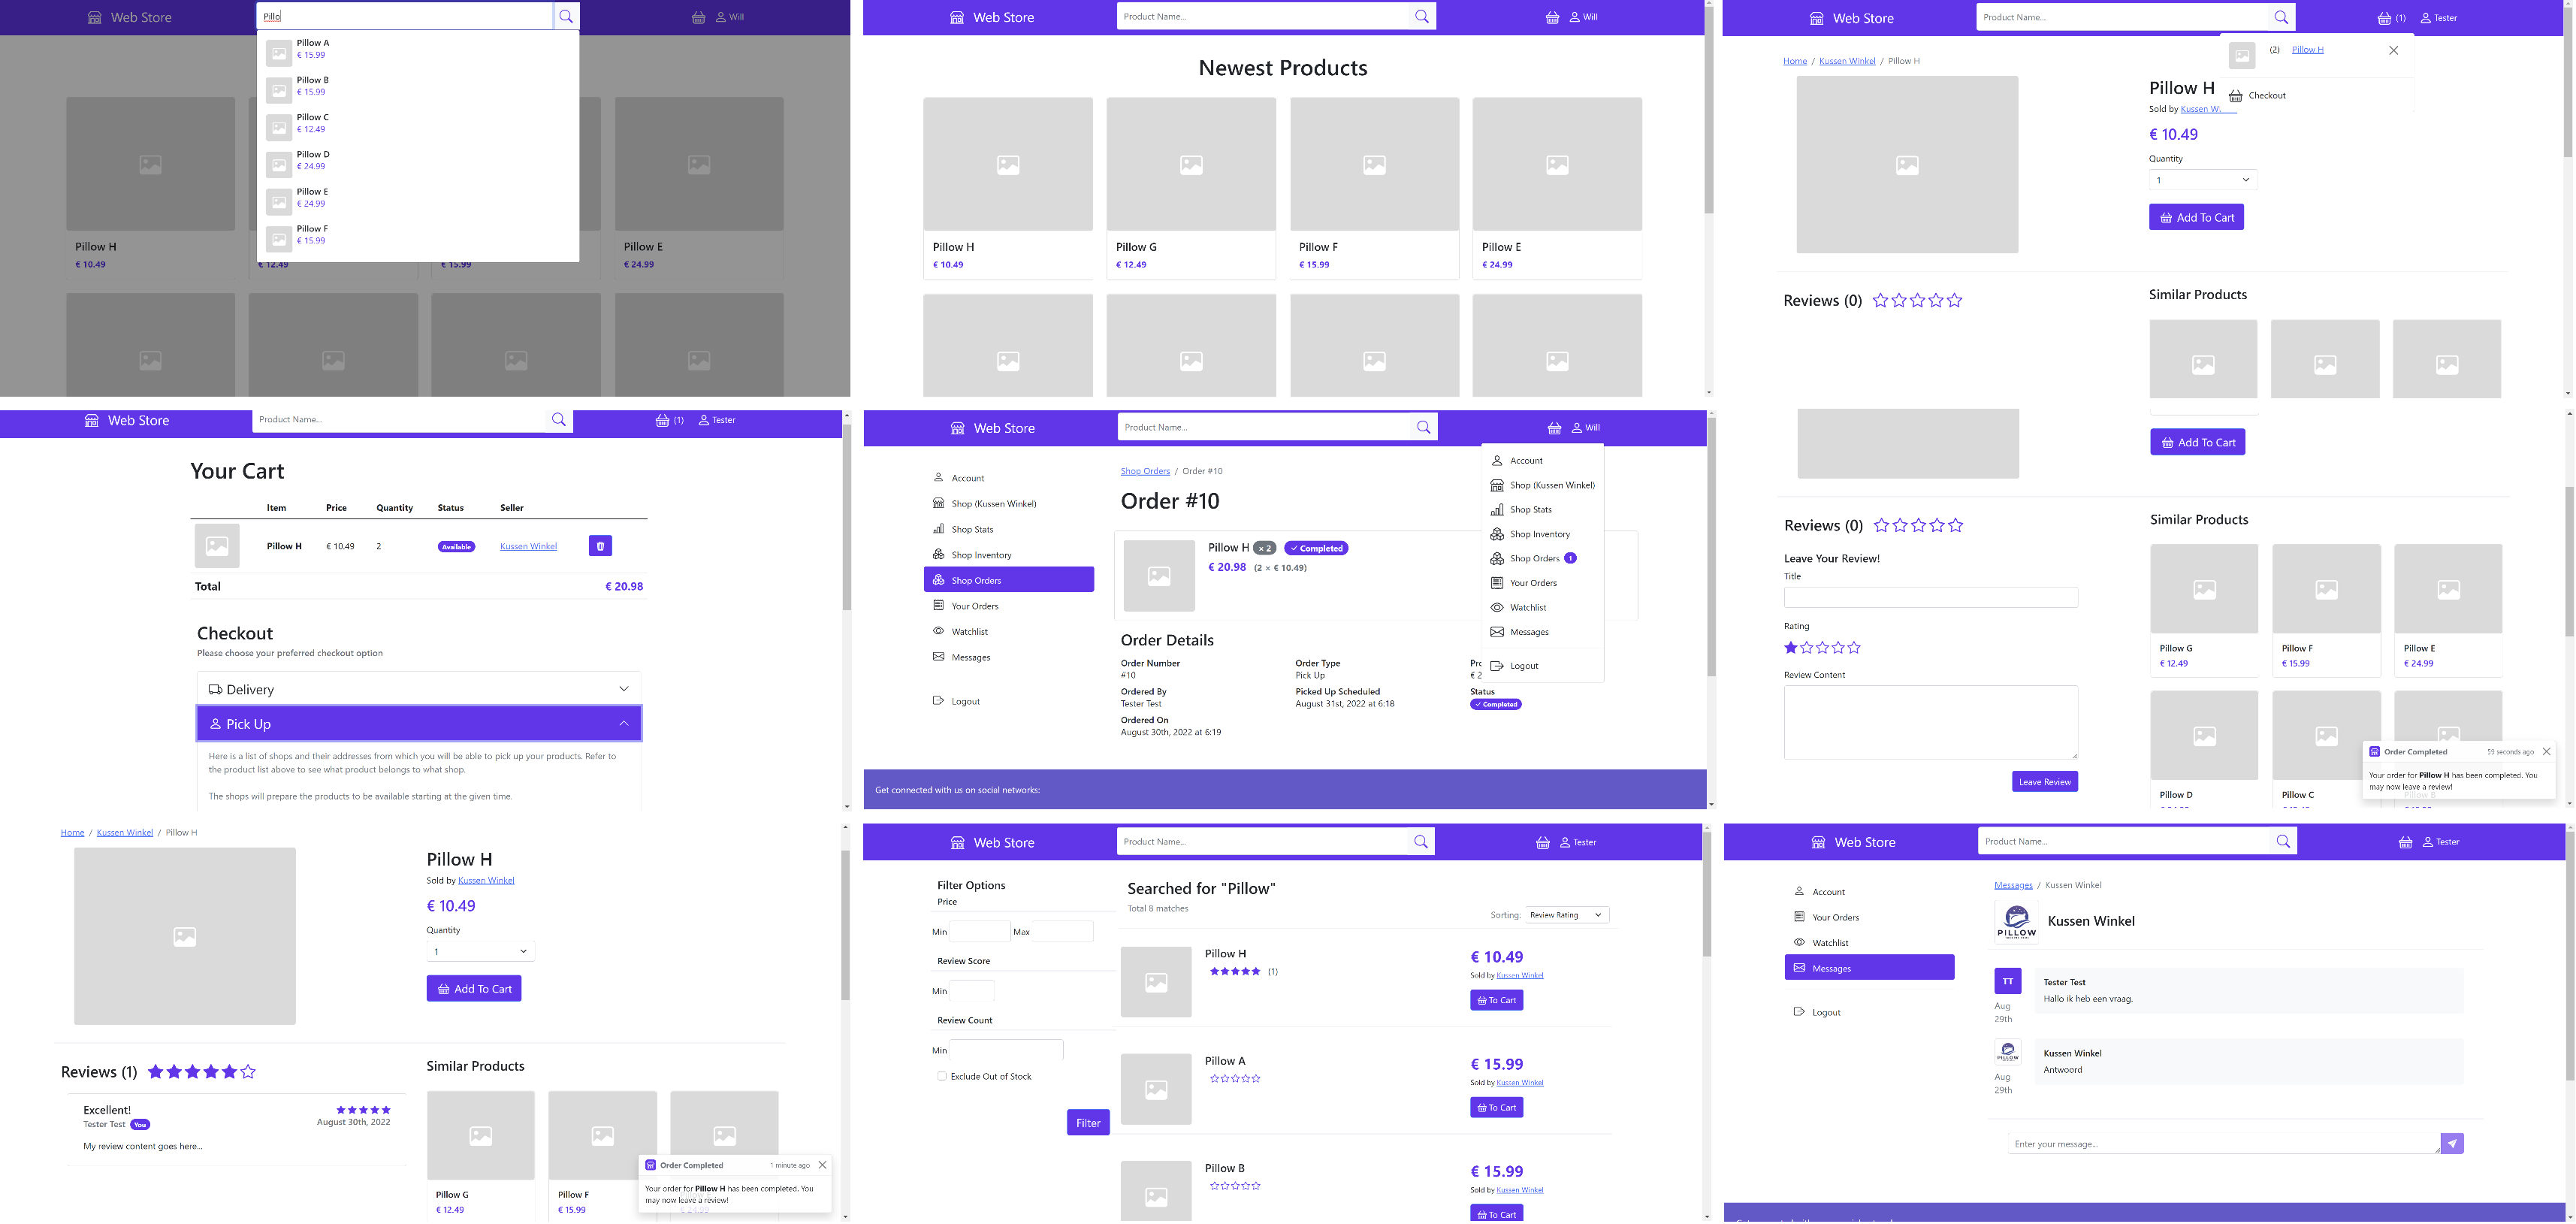 Web Store
Pillo
Will
Pillow A
€ 15.99
Pillow B
€ 15.99
Pillow C
€ 12.49
Pillow D
€ 24.99
Pillow E
€ 24.99
Pillow F
€ 15.99
Pillow H
€ 10.49
€ 12.49
€ 15.99
Pillow E
€ 24.99
Web Store
Product Name...
Will
Newest Products
Pillow H
€ 10.49
Pillow G
€ 12.49
Pillow F
€ 15.99
Pillow E
€ 24.99
Web Store
Product Name...
(1)
Tester
(2) Pillow H
Checkout
Home / Kussen Winkel / Pillow H
Pillow H
Sold by Kussen W
€ 10.49
Quantity
1
Add To Cart
Reviews (0)
Similar Products
Web Store
Product Name...
(1)
Tester
Your Cart
Item Price Quantity Status Seller
Pillow H € 10.49 2 Available Kussen Winkel
Total € 20.98
Checkout
Please choose your preferred checkout option
Delivery
Pick Up
Here is a list of shops and their addresses from which you will be able to pick up your products. Refer to
the product list above to see what product belongs to what shop.
The shops will prepare the products to be available starting at the given time.
Web Store
Product Name...
Will
Account
Shop (Kussen Winkel)
Shop Stats
Shop Inventory
Shop Orders
Your Orders
Watchlist
Messages
Logout
Shop Orders / Order #10
Order #10
Pillow H × 2 Completed
€ 20.98 (2 × € 10.49)
Order Details
Order Number
#10
Order Type
Pick Up
Ordered By
Tester Test
Picked Up Scheduled
August 31st, 2022 at 6:18
Status
Completed
Ordered On
August 30th, 2022 at 6:19
Account
Shop (Kussen Winkel)
Shop Stats
Shop Inventory
Shop Orders 1
Your Orders
Watchlist
Messages
Logout
Get connected with us on social networks:
Add To Cart
Reviews (0)
Leave Your Review!
Title
Rating
Review Content
Leave Review
Similar Products
Pillow G
€ 12.49
Pillow F
€ 15.99
Pillow E
€ 24.99
Pillow D
Pillow C
Order Completed 59 seconds ago
Your order for Pillow H has been completed. You
may now leave a review!
Home / Kussen Winkel / Pillow H
Pillow H
Sold by Kussen Winkel
€ 10.49
Quantity
1
Add To Cart
Reviews (1)
Excellent!
Tester Test You
August 30th, 2022
My review content goes here...
Similar Products
Pillow G
€ 12.49
Pillow F
€ 15.99
Order Completed 1 minute ago
Your order for Pillow H has been completed. You
may now leave a review!
Web Store
Product Name...
Tester
Filter Options
Price
Min Max
Review Score
Min
Review Count
Min
Exclude Out of Stock
Filter
Searched for "Pillow"
Total 8 matches
Sorting: Review Rating
Pillow H
(1)
€ 10.49
Sold by Kussen Winkel
To Cart
Pillow A
€ 15.99
Sold by Kussen Winkel
To Cart
Pillow B
€ 15.99
Sold by Kussen Winkel
To Cart
Web Store
Product Name...
Tester
Account
Your Orders
Watchlist
Messages
Logout
Messages / Kussen Winkel
PILLOW
Kussen Winkel
TT
Aug
29th
Tester Test
Hallo ik heb een vraag.
PILLOW
Aug
29th
Kussen Winkel
Antwoord
Enter your message...